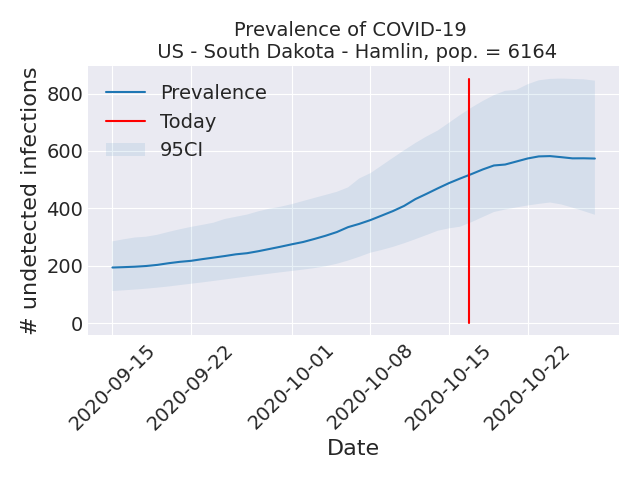 Prevalence of COVID-19
US - South Dakota - Hamlin, pop. = 6164
# undetected infections
800
600
400
200
0
Prevalence
Today
95CI
2020-09-15
2020-09-22
2020-10-01
2020-10-08
2020-10-15
2020-10-22
Date